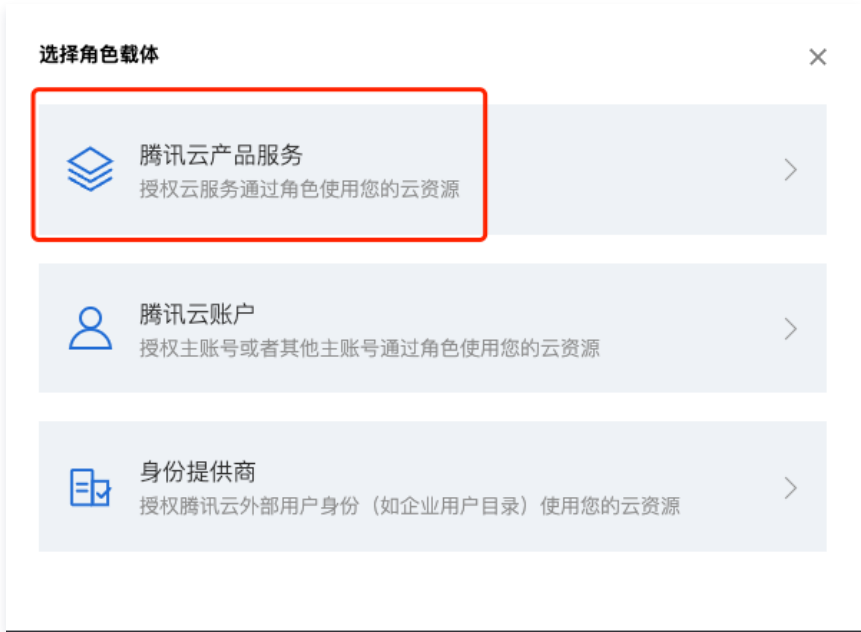 选择角色载体
腾讯云产品服务
授权云服务通过角色使用您的云资源
腾讯云账户
授权主账号或者其他主账号通过角色使用您的云资源
身份提供商
授权腾讯云外部用户身份（如企业用户目录）使用您的云资源